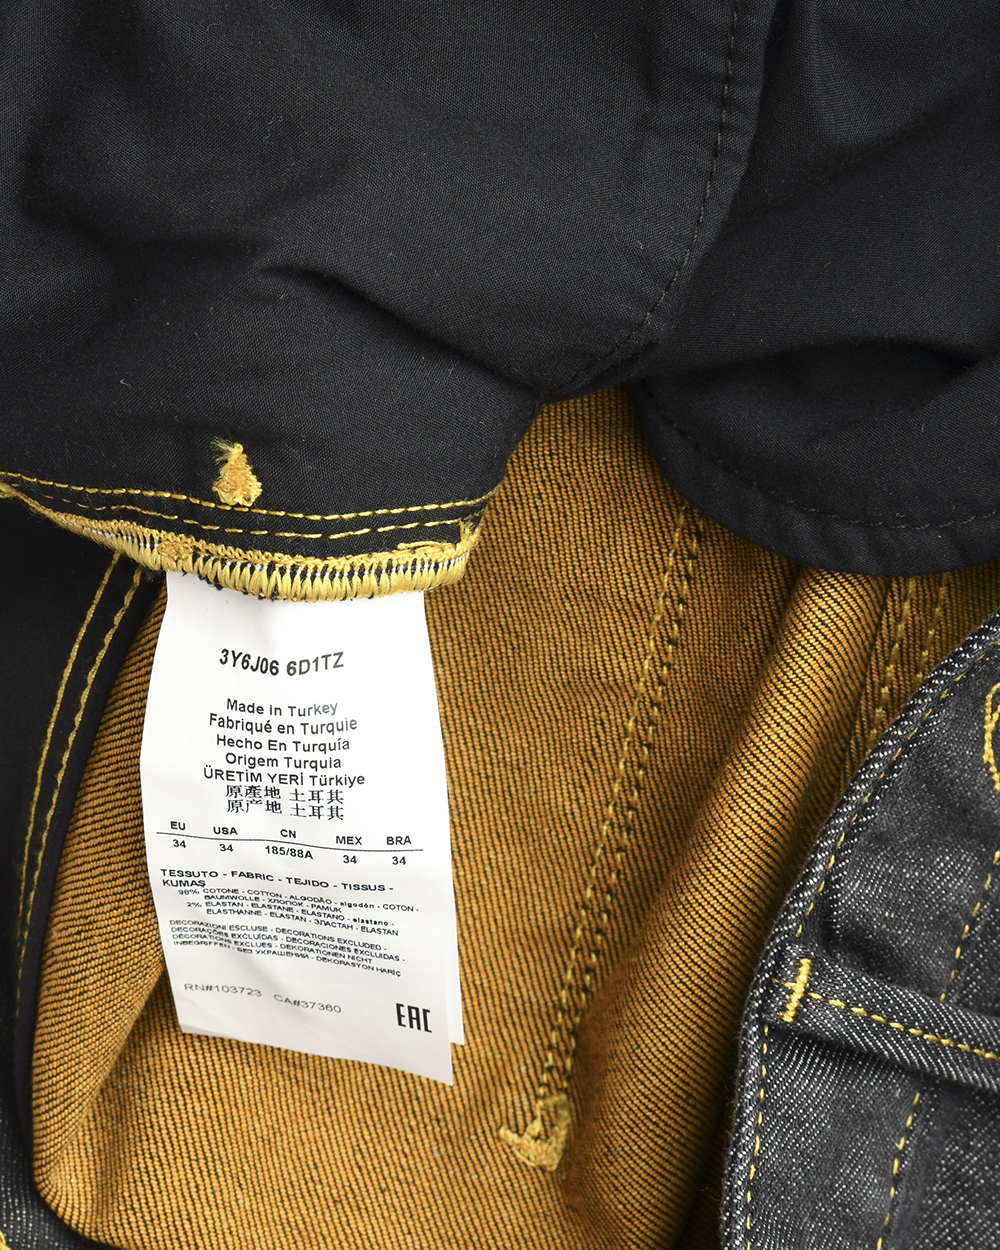 3Y6J06 6D1TZ
Made in Turkey
Fabriqué en Turquie
Hecho En Turquía
Origem Turquia
ÜRETİM YERİ Türkiye
原產地 土耳其
原产地 土耳其
EU USA CN MEX BRA
34 34 185/88A 34 34
TESSUTO - FABRIC - TEJIDO - TISSUS -
KUMAŞ
98% COTONE - COTTON - ALGODÃO - algodón - COTON -
BAUMWOLLE - ХЛОПОК - PAMUK
2% ELASTAN - ELASTANE - ELASTANO - elastano -
ELASTHANNE - ELASTAN - ЭЛАСТАН - ELASTAN
DECORAZIONI ESCLUSE - DECORATIONS EXCLUDED -
DECORAÇÕES EXCLUÍDAS - DECORACIONES EXCLUIDAS -
DÉCORATIONS EXCLUES - DEKORATIONEN NICHT
INBEGRIFFEN - БЕЗ УКРАШЕНИЙ - DEKORASYON HARİÇ
RN#103723 CA#37360
EAC